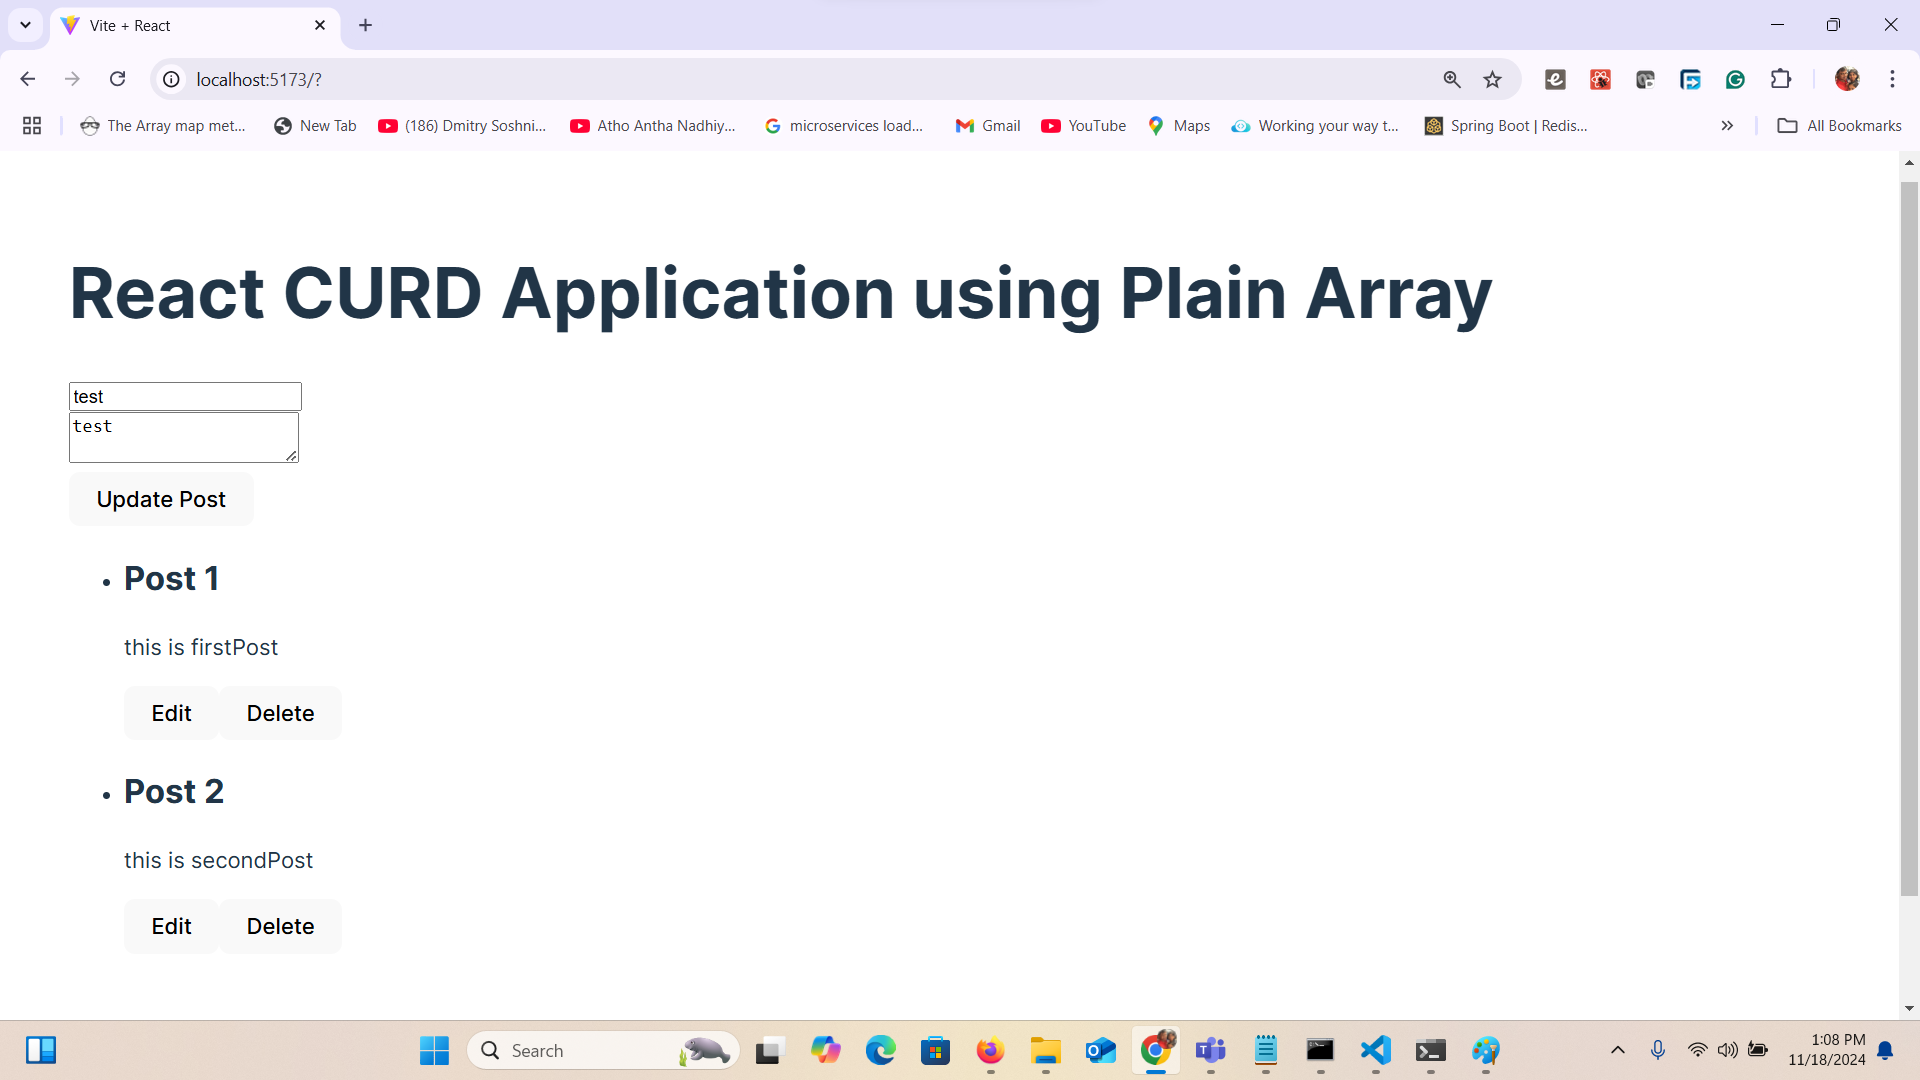 Vite + React
localhost:5173/?
The Array map met... New Tab (186) Dmitry Soshni... Atho Antha Nadhiy... microservices load... Gmail YouTube Maps Working your way t... Spring Boot | Redis... All Bookmarks
React CURD Application using Plain Array
test
test
Update Post
Post 1
this is firstPost
Edit Delete
Post 2
this is secondPost
Edit Delete
Search
1:08 PM
11/18/2024